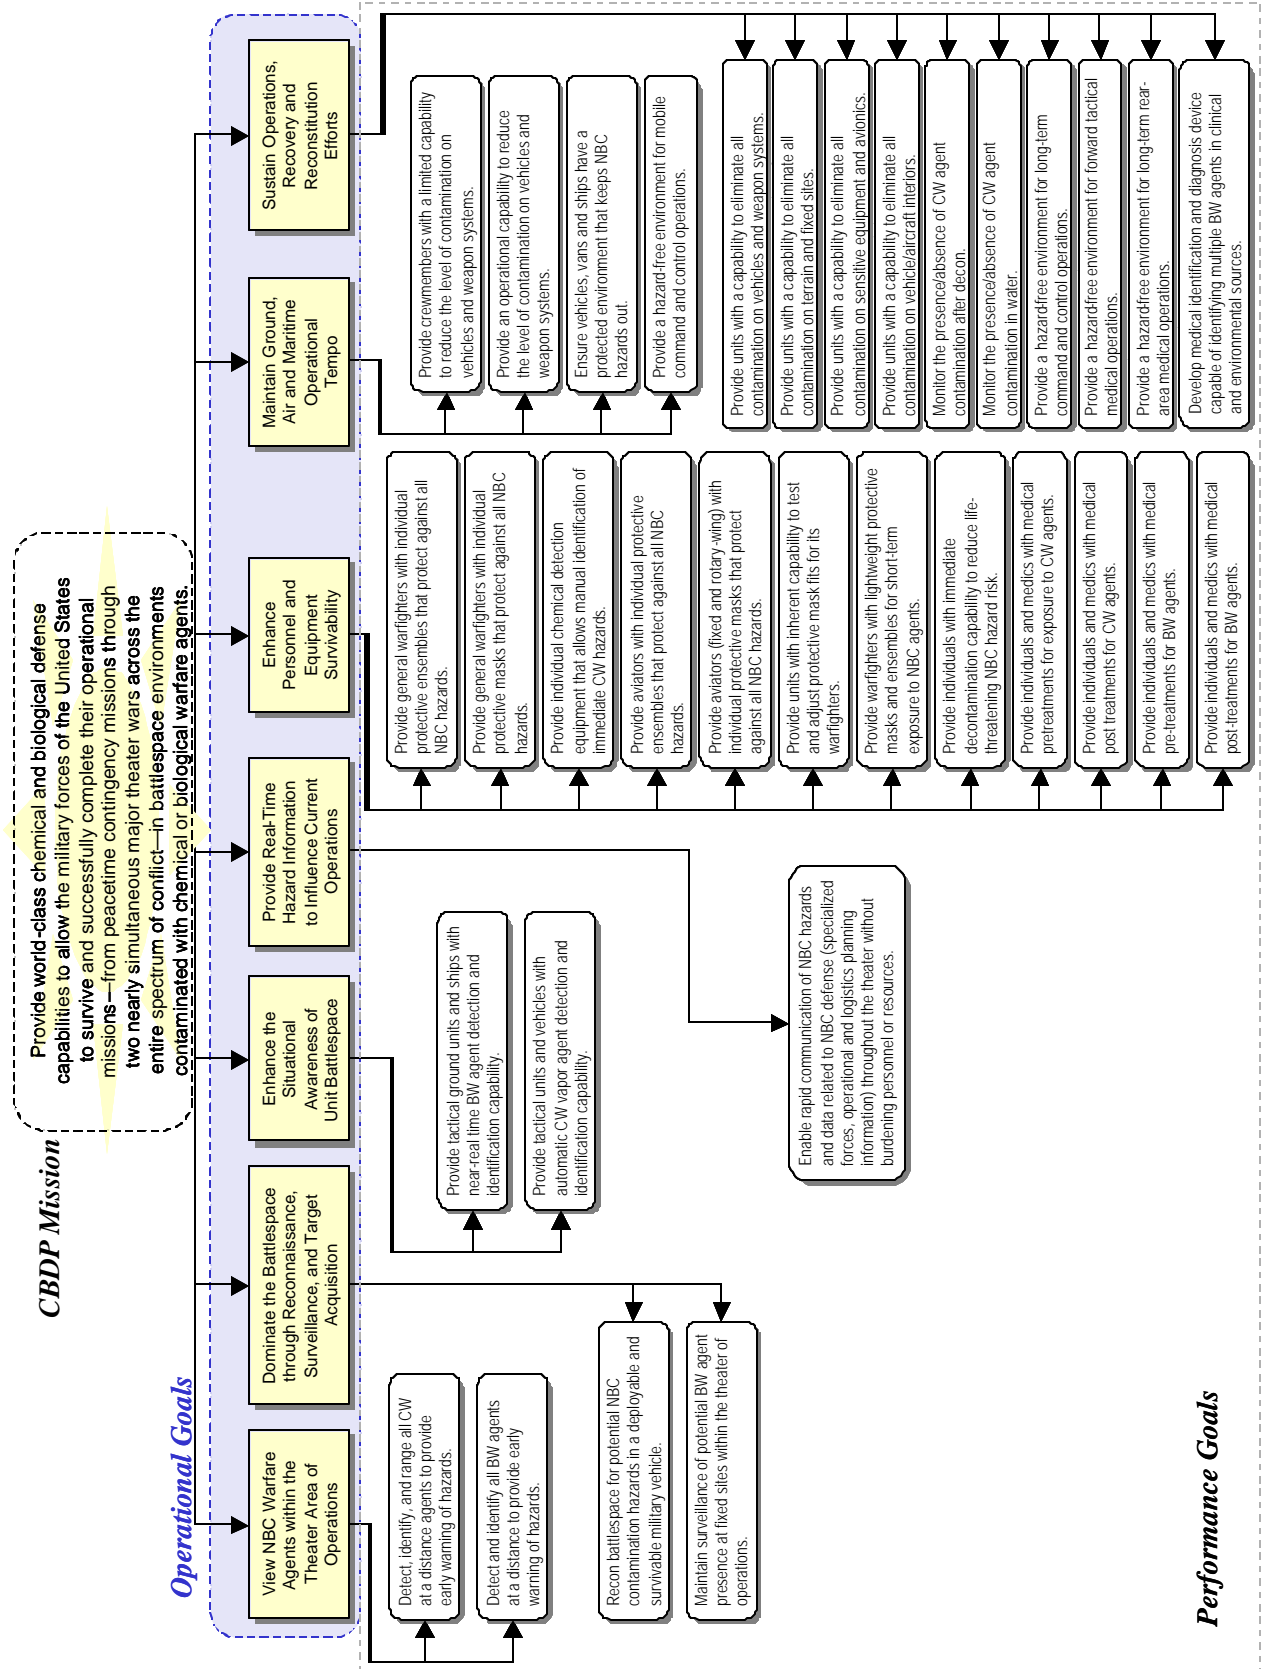 CBDP Mission
Provide world-class chemical and biological defense
capabilities to allow the military forces of the United States
to survive and successfully complete their operational
missions—from peacetime contingency missions through
two nearly simultaneous major theater wars across the
entire spectrum of conflict—in battlespace environments
contaminated with chemical or biological warfare agents.
Operational Goals
View NBC Warfare
Agents within the
Theater Area of
Operations
Dominate the Battlespace
through Reconnaissance,
Surveillance, and Target
Acquisition
Enhance the
Situational
Awareness of
Unit Battlespace
Provide Real-Time
Hazard Information
to Influence Current
Operations
Enhance
Personnel and
Equipment
Survivability
Maintain Ground,
Air and Maritime
Operational
Tempo
Sustain Operations,
Recovery and
Reconstitution
Efforts
Detect, identify, and range all CW
at a distance agents to provide
early warning of hazards.
Detect and identify all BW agents
at a distance to provide early
warning of hazards.
Recon battlespace for potential NBC
contamination hazards in a deployable and
survivable military vehicle.
Maintain surveillance of potential BW agent
presence at fixed sites within the theater of
operations.
Provide tactical ground units and ships with
near-real time BW agent detection and
identification capability.
Provide tactical units and vehicles with
automatic CW vapor agent detection and
identification capability.
Enable rapid communication of NBC hazards
and data related to NBC defense (specialized
forces, operational and logistics planning
information) throughout the theater without
burdening personnel or resources.
Provide general warfighters with individual
protective ensembles that protect against all
NBC hazards.
Provide general warfighters with individual
protective masks that protect against all NBC
hazards.
Provide individual chemical detection
equipment that allows manual identification of
immediate CW hazards.
Provide aviators with individual protective
ensembles that protect against all NBC
hazards.
Provide aviators (fixed and rotary-wing) with
individual protective masks that protect
against all NBC hazards.
Provide units with inherent capability to test
and adjust protective mask fits for its
warfighters.
Provide warfighters with lightweight protective
masks and ensembles for short-term
exposure to NBC agents.
Provide individuals with immediate
decontamination capability to reduce life-
threatening NBC hazard risk.
Provide individuals and medics with medical
pretreatments for exposure to CW agents.
Provide individuals and medics with medical
post treatments for CW agents.
Provide individuals and medics with medical
pre-treatments for BW agents.
Provide individuals and medics with medical
post-treatments for BW agents.
Provide crewmembers with a limited capability
to reduce the level of contamination on
vehicles and weapon systems.
Provide an operational capability to reduce
the level of contamination on vehicles and
weapon systems.
Ensure vehicles, vans and ships have a
protected environment that keeps NBC
hazards out.
Provide a hazard-free environment for mobile
command and control operations.
Provide units with a capability to eliminate all
contamination on vehicles and weapon systems.
Provide units with a capability to eliminate all
contamination on terrain and fixed sites.
Provide units with a capability to eliminate all
contamination on sensitive equipment and avionics.
Provide units with a capability to eliminate all
contamination on vehicle/aircraft interiors.
Monitor the presence/absence of CW agent
contamination after decon.
Monitor the presence/absence of CW agent
contamination in water.
Provide a hazard-free environment for long-term
command and control operations.
Provide a hazard-free environment for forward tactical
medical operations.
Provide a hazard-free environment for long-term rear-
area medical operations.
Develop medical identification and diagnosis device
capable of identifying multiple BW agents in clinical
and environmental sources.
Performance Goals